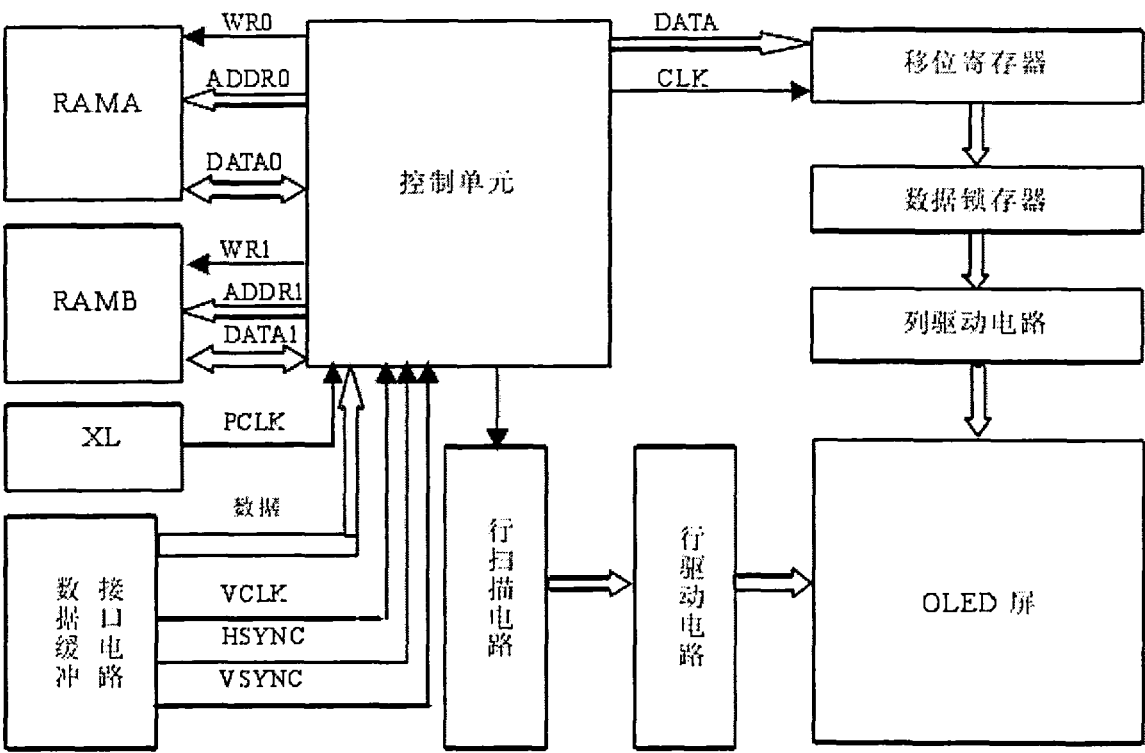 WR0
DATA
ADDR0
移位寄存器
CLK
RAMA
DATA0
控制单元
数据锁存器
WR1
ADDR1
RAMB
DATA1
列驱动电路
XL
PCLK
数据
行扫描电路
行驱动电路
数据缓冲
接口电路
VCLK
HSYNC
VSYNC
OLED 屏